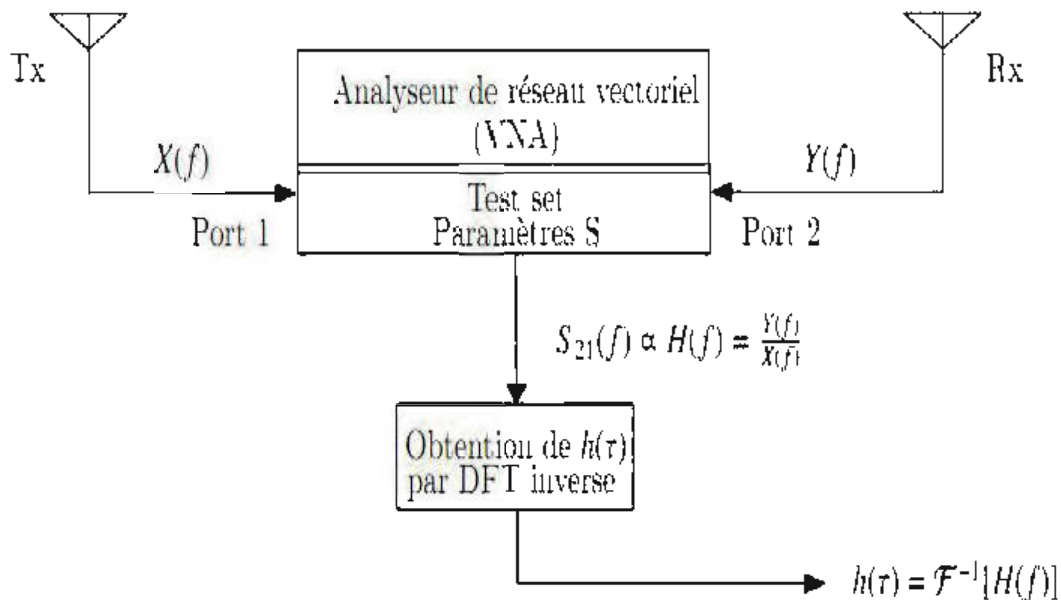 Tx
Rx
Analyseur de réseau vectoriel
(VNA)
X(f)
Y(f)
Test set
Paramètres S
Port 1
Port 2
S₂₁(f) ∝ H(f) = Y(f)/X(f)
Obtention de h(τ)
par DFT inverse
h(τ) = ℱ⁻¹[H(f)]